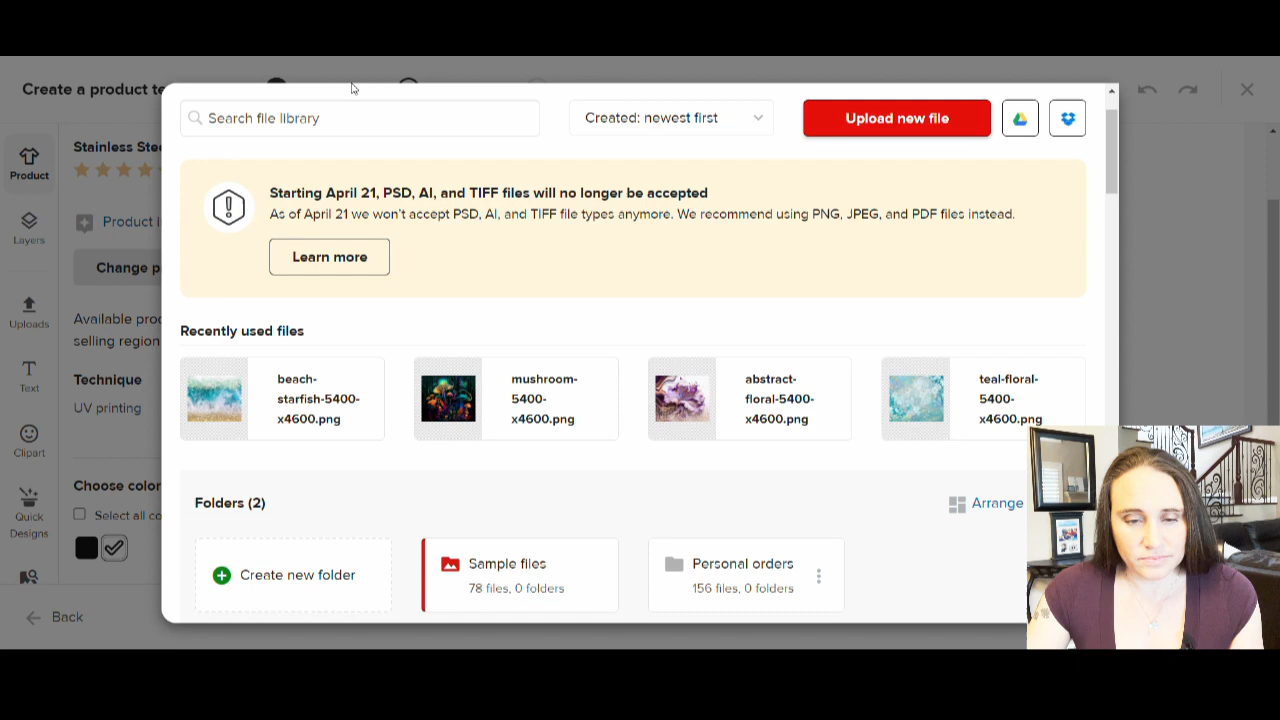 Create a product te
Search file library
Created: newest first
Upload new file
Product
Layers
Uploads
Text
Clipart
Quick
Designs
Stainless Stee
Product
Change p
Available prod
selling region
Technique
UV printing
Choose color
Select all co
Back
Starting April 21, PSD, AI, and TIFF files will no longer be accepted
As of April 21 we won't accept PSD, AI, and TIFF file types anymore. We recommend using PNG, JPEG, and PDF files instead.
Learn more
Recently used files
beach-
starfish-5400-
x4600.png
mushroom-
5400-
x4600.png
abstract-
floral-5400-
x4600.png
teal-floral-
5400-
x4600.png
Folders (2)
Arrange
Create new folder
Sample files
78 files, 0 folders
Personal orders
156 files, 0 folders